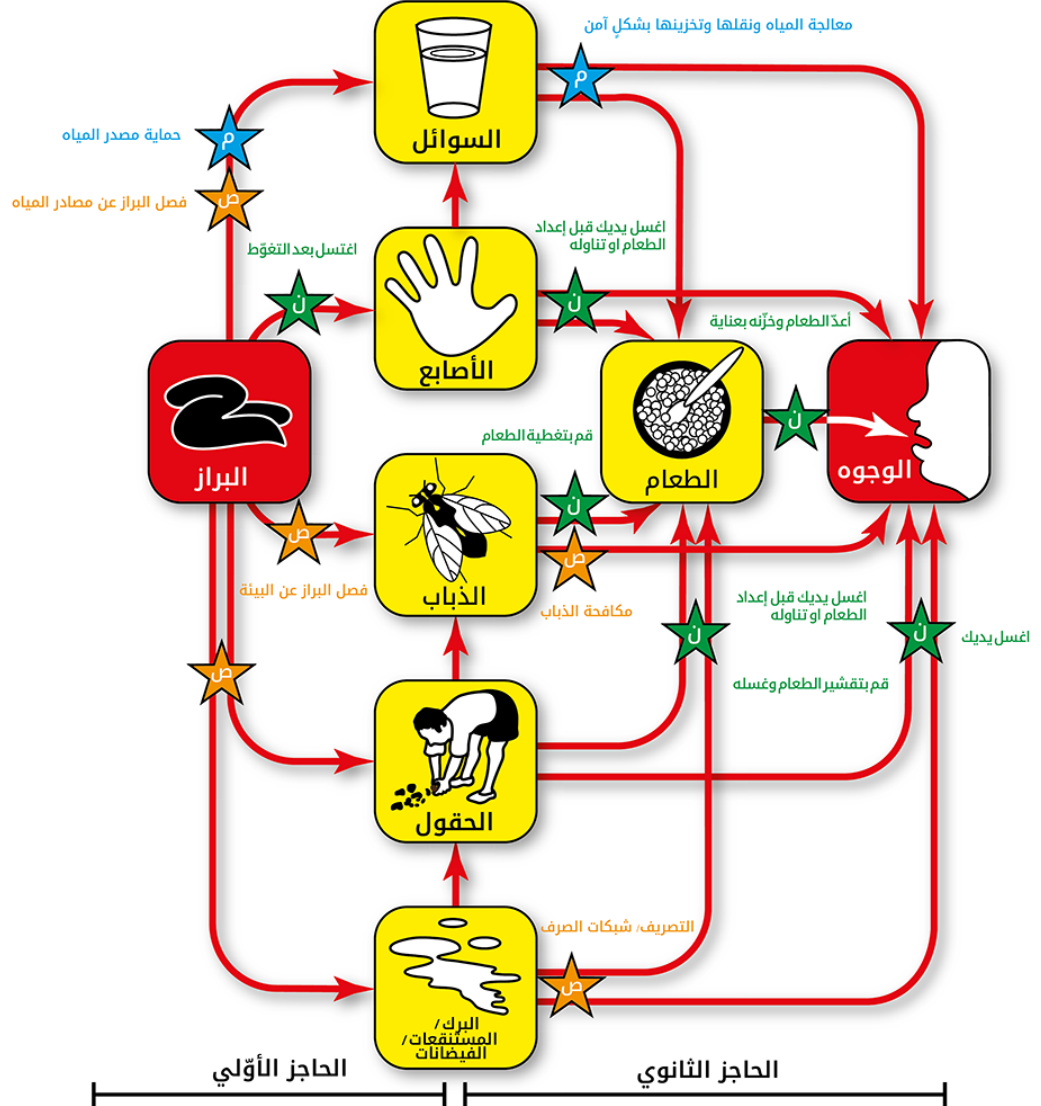 معالجة المياه ونقلها وتخزينها بشكلٍ آمن
م
السوائل
م
حماية مصدر المياه
ص
فصل البراز عن مصادر المياه
اغسل يديك قبل إعداد
الطعام او تناوله
اغتسل بعد التغوّط
ن
ن
أعدّ الطعام وخزّنه بعناية
الأصابع
ن
قم بتغطية الطعام
الوجوه
الطعام
البراز
ن
ص
ص
فصل البراز عن البيئة
الذباب
مكافحة الذباب
اغسل يديك قبل إعداد
الطعام او تناوله
ن
ن
اغسل يديك
ص
قم بتقشير الطعام وغسله
الحقول
التصريف/ شبكات الصرف
ص
البرك/
المستنقعات/
الفيضانات
الحاجز الأوّلي
الحاجز الثانوي